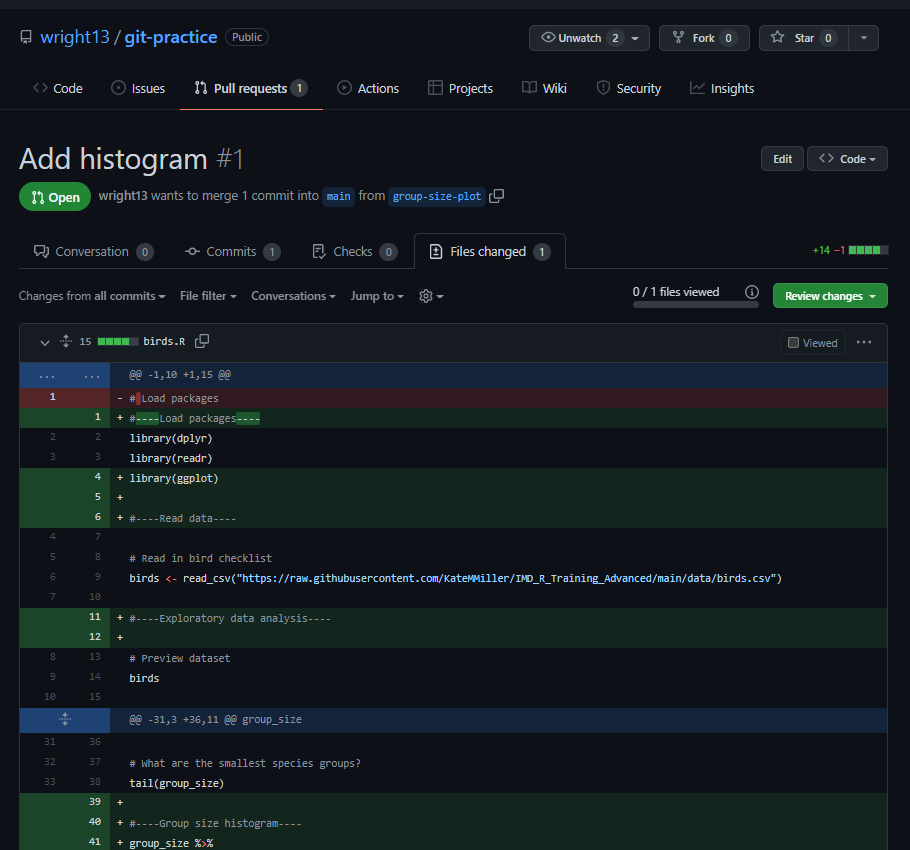 wright13 / git-practice Public Unwatch 2 Fork 0 Star 0
Code Issues Pull requests 1 Actions Projects Wiki Security Insights
Add histogram #1 Edit Code
Open wright13 wants to merge 1 commit into main from group-size-plot
Conversation 0 Commits 1 Checks 0 Files changed 1 +14 −1
Changes from all commits File filter Conversations Jump to 0 / 1 files viewed Review changes
15 birds.R Viewed ...
... ... @@ -1,10 +1,15 @@
1 - # Load packages
1 + #----Load packages----
2 2 library(dplyr)
3 3 library(readr)
4 + library(ggplot)
5 +
6 + #----Read data----
4 7
5 8 # Read in bird checklist
6 9 birds <- read_csv("https://raw.githubusercontent.com/KateMMiller/IMD_R_Training_Advanced/main/data/birds.csv")
7 10
11 + #----Exploratory data analysis----
12 +
8 13 # Preview dataset
9 14 birds
10 15
@@ -31,3 +36,11 @@ group_size
31 36
32 37 # What are the smallest species groups?
33 38 tail(group_size)
39 +
40 + #----Group size histogram----
41 + group_size %>%